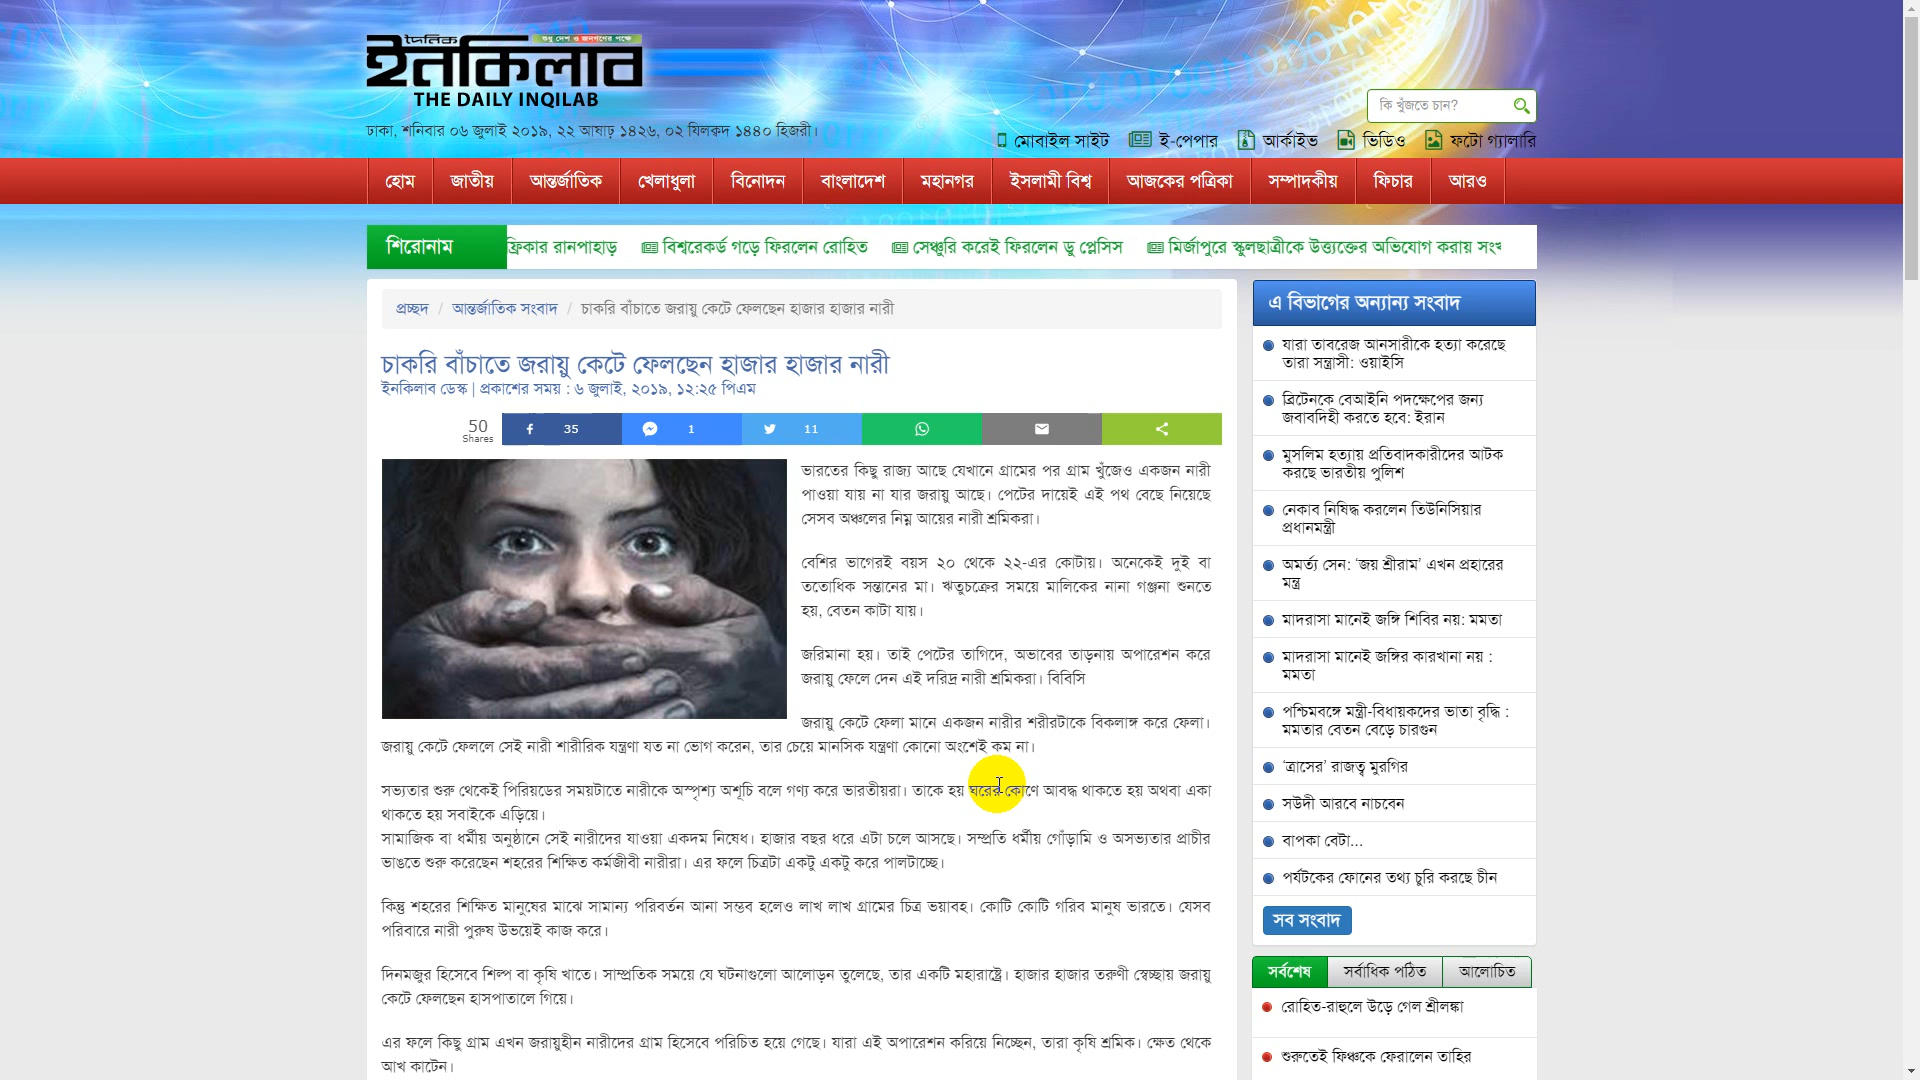 দৈনিক
শুধু দেশ ও জনগণের পক্ষে
ইনকিলাব
THE DAILY INQILAB
ঢাকা, শনিবার ০৬ জুলাই ২০১৯, ২২ আষাঢ় ১৪২৬, ০২ যিলক্বদ ১৪৪০ হিজরী।
কি খুঁজতে চান?
মোবাইল সাইট ই-পেপার আর্কাইভ ভিডিও ফটো গ্যালারি
হোম জাতীয় আন্তর্জাতিক খেলাধুলা বিনোদন বাংলাদেশ মহানগর ইসলামী বিশ্ব আজকের পত্রিকা সম্পাদকীয় ফিচার আরও
শিরোনাম ফ্রিকার রানপাহাড় বিশ্বরেকর্ড গড়ে ফিরলেন রোহিত সেঞ্চুরি করেই ফিরলেন ডু প্লেসিস মির্জাপুরে স্কুলছাত্রীকে উত্ত্যক্তের অভিযোগ করায়
প্রচ্ছদ / আন্তর্জাতিক সংবাদ / চাকরি বাঁচাতে জরায়ু কেটে ফেলছেন হাজার হাজার নারী
চাকরি বাঁচাতে জরায়ু কেটে ফেলছেন হাজার হাজার নারী
ইনকিলাব ডেস্ক | প্রকাশের সময় : ৬ জুলাই, ২০১৯, ১২:২৫ পিএম
50
Shares
35 1 11
ভারতের কিছু রাজ্য আছে যেখানে গ্রামের পর গ্রাম খুঁজেও একজন নারী
পাওয়া যায় না যার জরায়ু আছে। পেটের দায়েই এই পথ বেছে নিয়েছে
সেসব অঞ্চলের নিম্ন আয়ের নারী শ্রমিকরা।
বেশির ভাগেরই বয়স ২০ থেকে ২২-এর কোটায়। অনেকেই দুই বা
ততোধিক সন্তানের মা। ঋতুচক্রের সময়ে মালিকের নানা গঞ্জনা শুনতে
হয়, বেতন কাটা যায়।
জরিমানা হয়। তাই পেটের তাগিদে, অভাবের তাড়নায় অপারেশন করে
জরায়ু ফেলে দেন এই দরিদ্র নারী শ্রমিকরা। বিবিসি
জরায়ু কেটে ফেলা মানে একজন নারীর শরীরটাকে বিকলাঙ্গ করে ফেলা।
জরায়ু কেটে ফেললে সেই নারী শারীরিক যন্ত্রণা যত না ভোগ করেন, তার চেয়ে মানসিক যন্ত্রণা কোনো অংশেই কম না।
সভ্যতার শুরু থেকেই পিরিয়ডের সময়টাতে নারীকে অস্পৃশ্য অশূচি বলে গণ্য করে ভারতীয়রা। তাকে হয় ঘরের কোণে আবদ্ধ থাকতে হয় অথবা একা
থাকতে হয় সবাইকে এড়িয়ে।
সামাজিক বা ধর্মীয় অনুষ্ঠানে সেই নারীদের যাওয়া একদম নিষেধ। হাজার বছর ধরে এটা চলে আসছে। সম্প্রতি ধর্মীয় গোঁড়ামি ও অসভ্যতার প্রাচীর
ভাঙতে শুরু করেছেন শহরের শিক্ষিত কর্মজীবী নারীরা। এর ফলে চিত্রটা একটু একটু করে পালটাচ্ছে।
কিন্তু শহরের শিক্ষিত মানুষের মাঝে সামান্য পরিবর্তন আনা সম্ভব হলেও লাখ লাখ গ্রামের চিত্র ভয়াবহ। কোটি কোটি গরিব মানুষ ভারতে। যেসব
পরিবারে নারী পুরুষ উভয়েই কাজ করে।
দিনমজুর হিসেবে শিল্প বা কৃষি খাতে। সাম্প্রতিক সময়ে যে ঘটনাগুলো আলোড়ন তুলেছে, তার একটি মহারাষ্ট্রে। হাজার হাজার তরুণী স্বেচ্ছায় জরায়ু
কেটে ফেলছেন হাসপাতালে গিয়ে।
এর ফলে কিছু গ্রাম এখন জরায়ুহীন নারীদের গ্রাম হিসেবে পরিচিত হয়ে গেছে। যারা এই অপারেশন করিয়ে নিচ্ছেন, তারা কৃষি শ্রমিক। ক্ষেত থেকে
আখ কাটেন।
এ বিভাগের অন্যান্য সংবাদ
যারা তাবরেজ আনসারীকে হত্যা করেছে
তারা সন্ত্রাসী: ওয়াইসি
ব্রিটেনকে বেআইনি পদক্ষেপের জন্য
জবাবদিহী করতে হবে: ইরান
মুসলিম হত্যায় প্রতিবাদকারীদের আটক
করছে ভারতীয় পুলিশ
নেকাব নিষিদ্ধ করলেন তিউনিসিয়ার
প্রধানমন্ত্রী
অমর্ত্য সেন: ‘জয় শ্রীরাম’ এখন প্রহারের
মন্ত্র
মাদরাসা মানেই জঙ্গি শিবির নয়: মমতা
মাদরাসা মানেই জঙ্গির কারখানা নয় :
মমতা
পশ্চিমবঙ্গে মন্ত্রী-বিধায়কদের ভাতা বৃদ্ধি :
মমতার বেতন বেড়ে চারগুন
‘ত্রাসের’ রাজত্ব মুরগির
সউদী আরবে নাচবেন
বাপকা বেটা...
পর্যটকের ফোনের তথ্য চুরি করছে চীন
সব সংবাদ
সর্বশেষ সর্বাধিক পঠিত আলোচিত
রোহিত-রাহুলে উড়ে গেল শ্রীলঙ্কা
শুরুতেই ফিঞ্চকে ফেরালেন তাহির